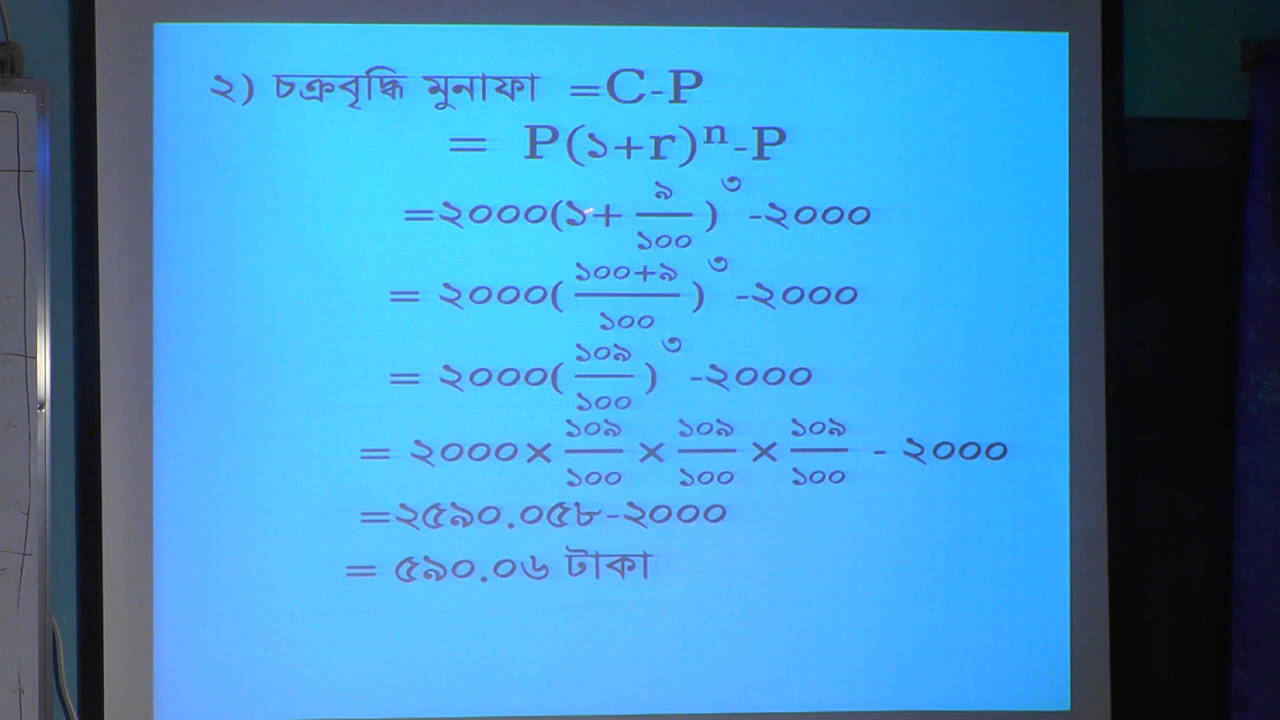 ২) চক্রবৃদ্ধি মুনাফা =C-P
= P(১+r)ⁿ-P
=২০০০(১+ ৯/১০০)^৩ -২০০০
= ২০০০(১০০+৯/১০০)^৩ -২০০০
= ২০০০(১০৯/১০০)^৩ -২০০০
= ২০০০×১০৯/১০০ × ১০৯/১০০ × ১০৯/১০০ - ২০০০
=২৫৯০.০৫৮-২০০০
= ৫৯০.০৬ টাকা